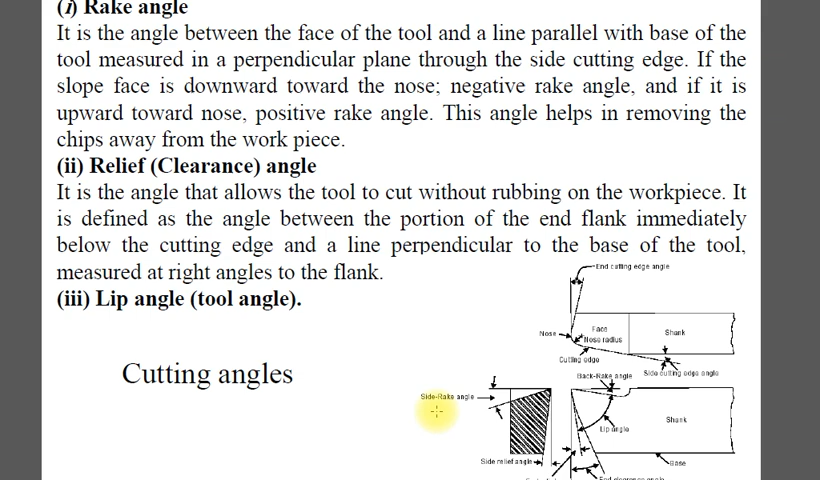 (i) Rake angle
It is the angle between the face of the tool and a line parallel with base of the
tool measured in a perpendicular plane through the side cutting edge. If the
slope face is downward toward the nose; negative rake angle, and if it is
upward toward nose, positive rake angle. This angle helps in removing the
chips away from the work piece.
(ii) Relief (Clearance) angle
It is the angle that allows the tool to cut without rubbing on the workpiece. It
is defined as the angle between the portion of the end flank immediately
below the cutting edge and a line perpendicular to the base of the tool,
measured at right angles to the flank.
(iii) Lip angle (tool angle).
End cutting edge angle
Nose
Face
Nose radius
Shank
Cutting edge
Side cutting edge angle
Cutting angles
Back-Rake angle
Side-Rake angle
Lip angle
Shank
Side relief angle
Base
End clearance angle